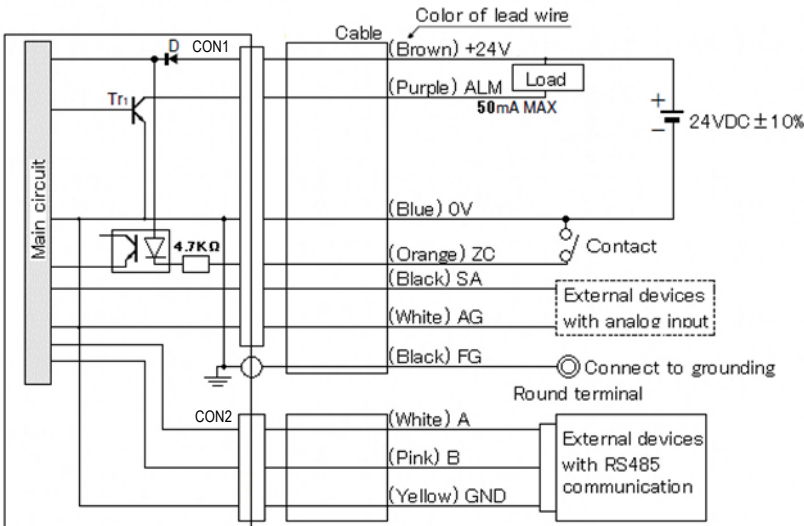 Color of lead wire
Cable
D CON1
(Brown) +24V
Load
(Purple) ALM
50mA MAX
Tr1
+
−
24VDC±10%
Main circuit
(Blue) 0V
4.7KΩ
Contact
(Orange) ZC
(Black) SA
External devices
with analog input
(White) AG
(Black) FG
Connect to grounding
Round terminal
CON2
(White) A
(Pink) B
(Yellow) GND
External devices
with RS485
communication